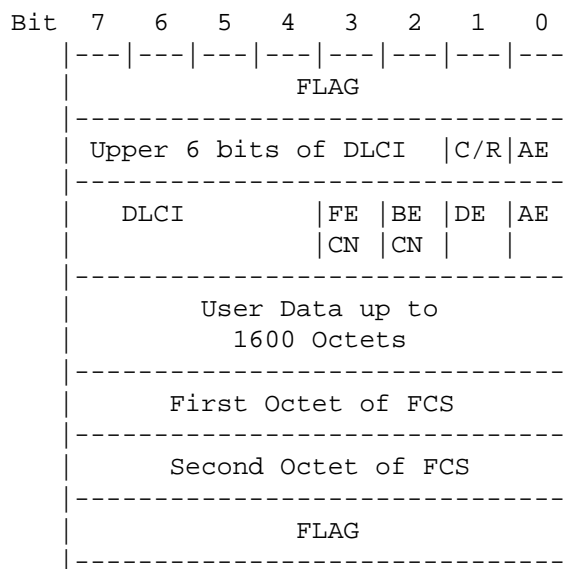 Bit 7 6 5 4 3 2 1 0
|---|---|---|---|---|---|---|---
| FLAG
|-------------------------------
| Upper 6 bits of DLCI |C/R|AE
|-------------------------------
| DLCI |FE |BE |DE |AE
| |CN |CN | |
|-------------------------------
| User Data up to
| 1600 Octets
|-------------------------------
| First Octet of FCS
|-------------------------------
| Second Octet of FCS
|-------------------------------
| FLAG
|-------------------------------